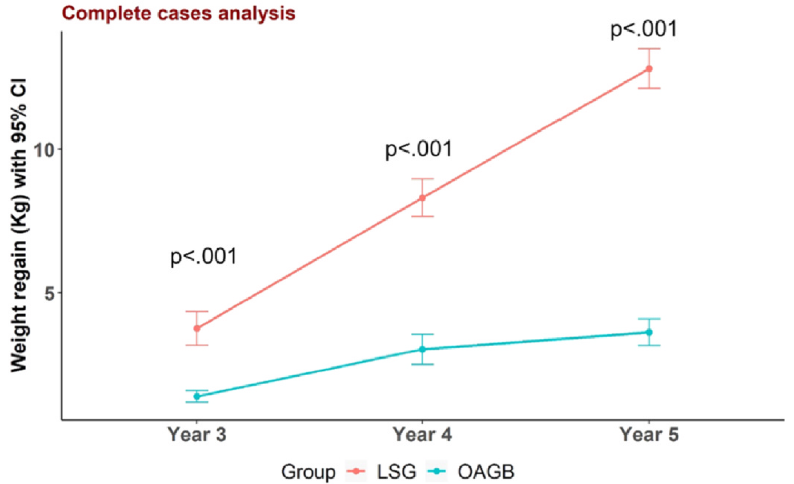 Complete cases analysis
Weight regain (Kg) with 95% CI
10
5
p<.001
p<.001
p<.001
Year 3 Year 4 Year 5
Group LSG OAGB